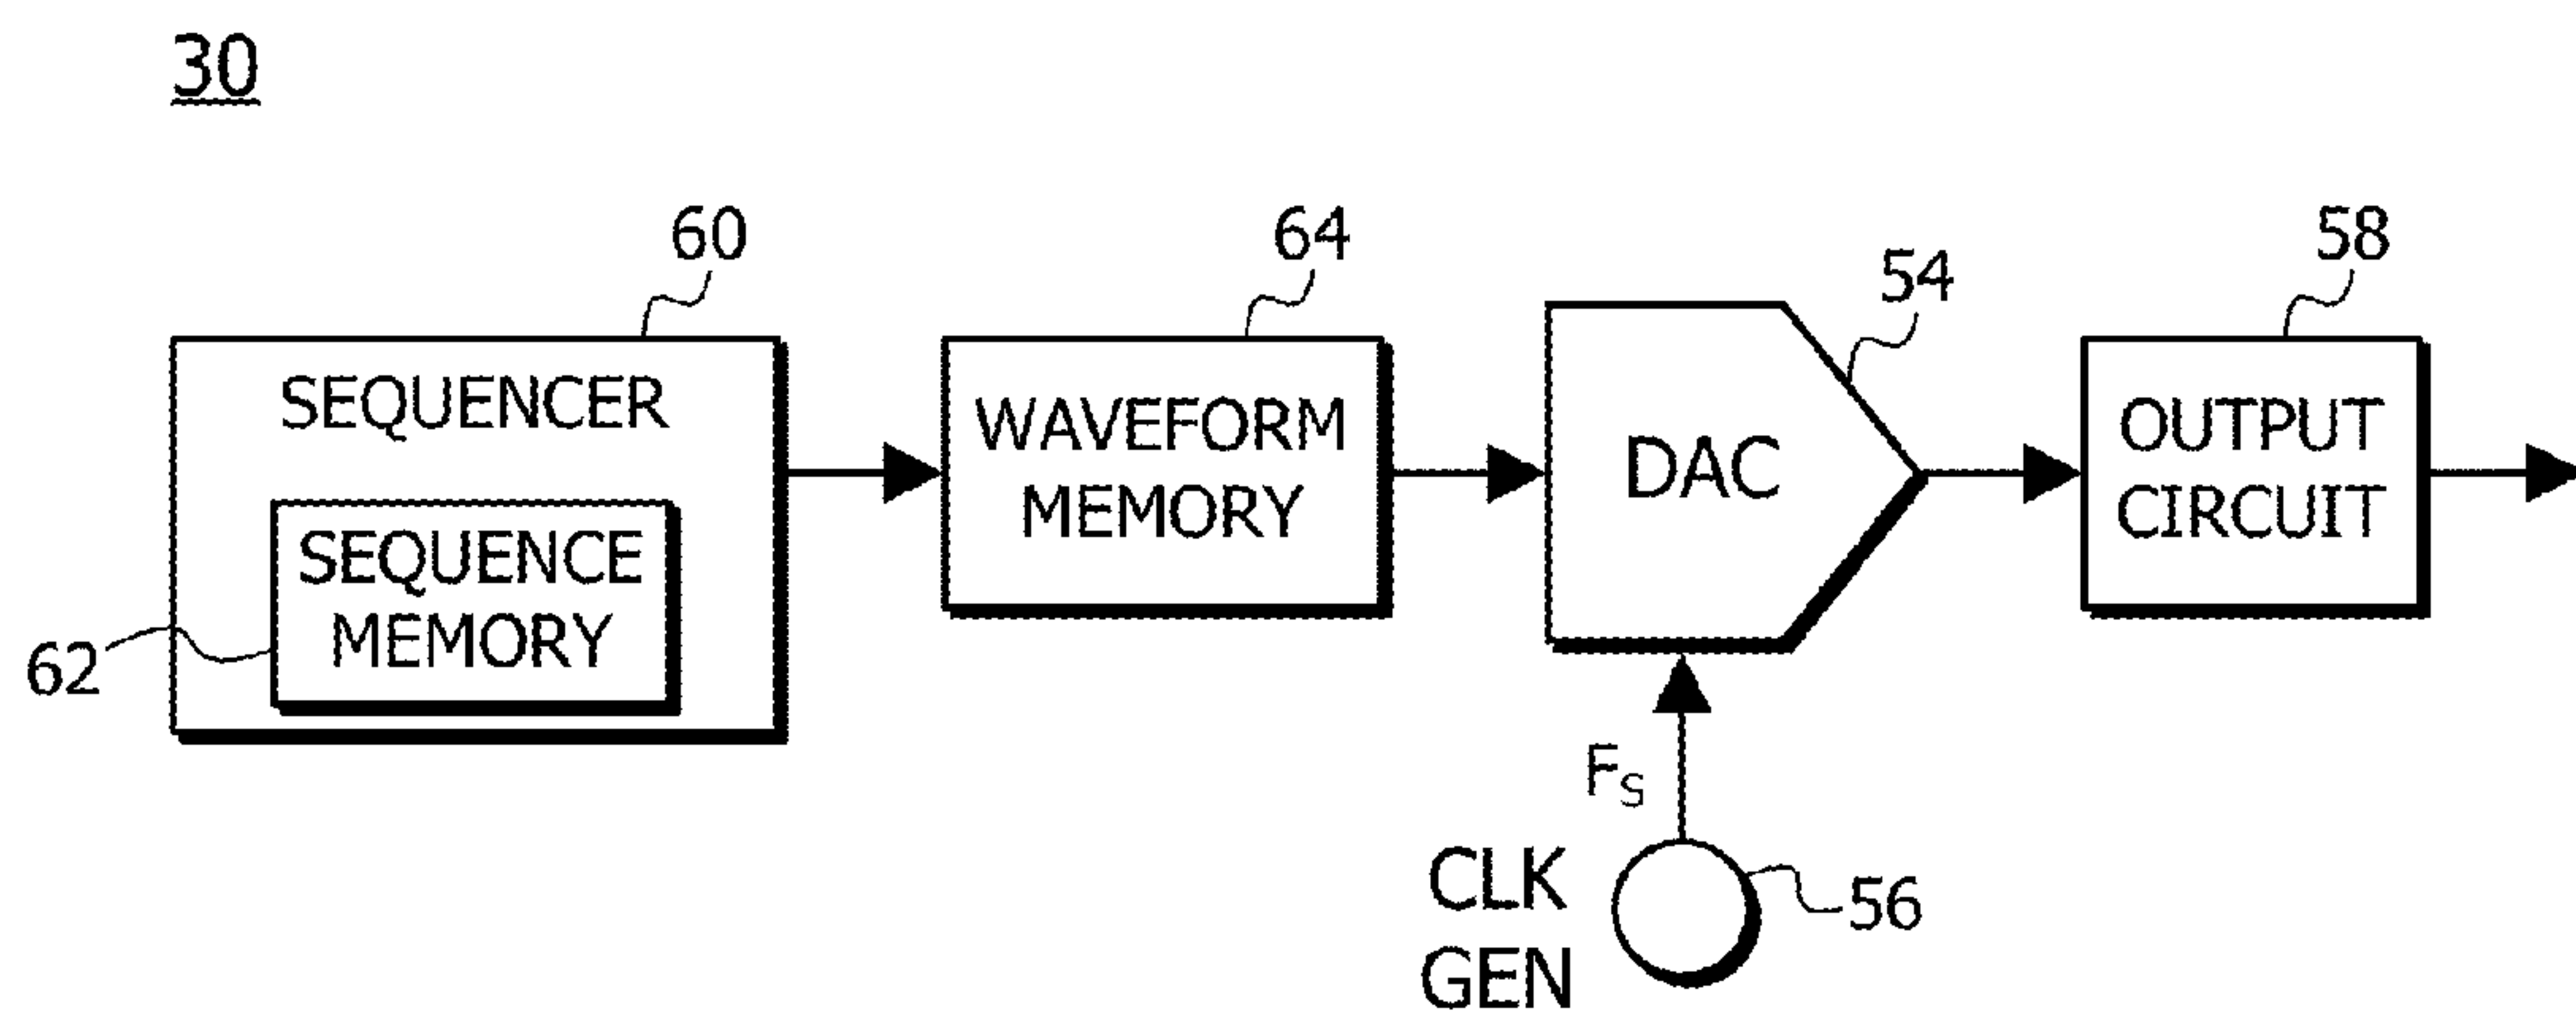 30
60
64
54
58
SEQUENCER
SEQUENCE
MEMORY
62
WAVEFORM
MEMORY
DAC
OUTPUT
CIRCUIT
FS
CLK
GEN
56